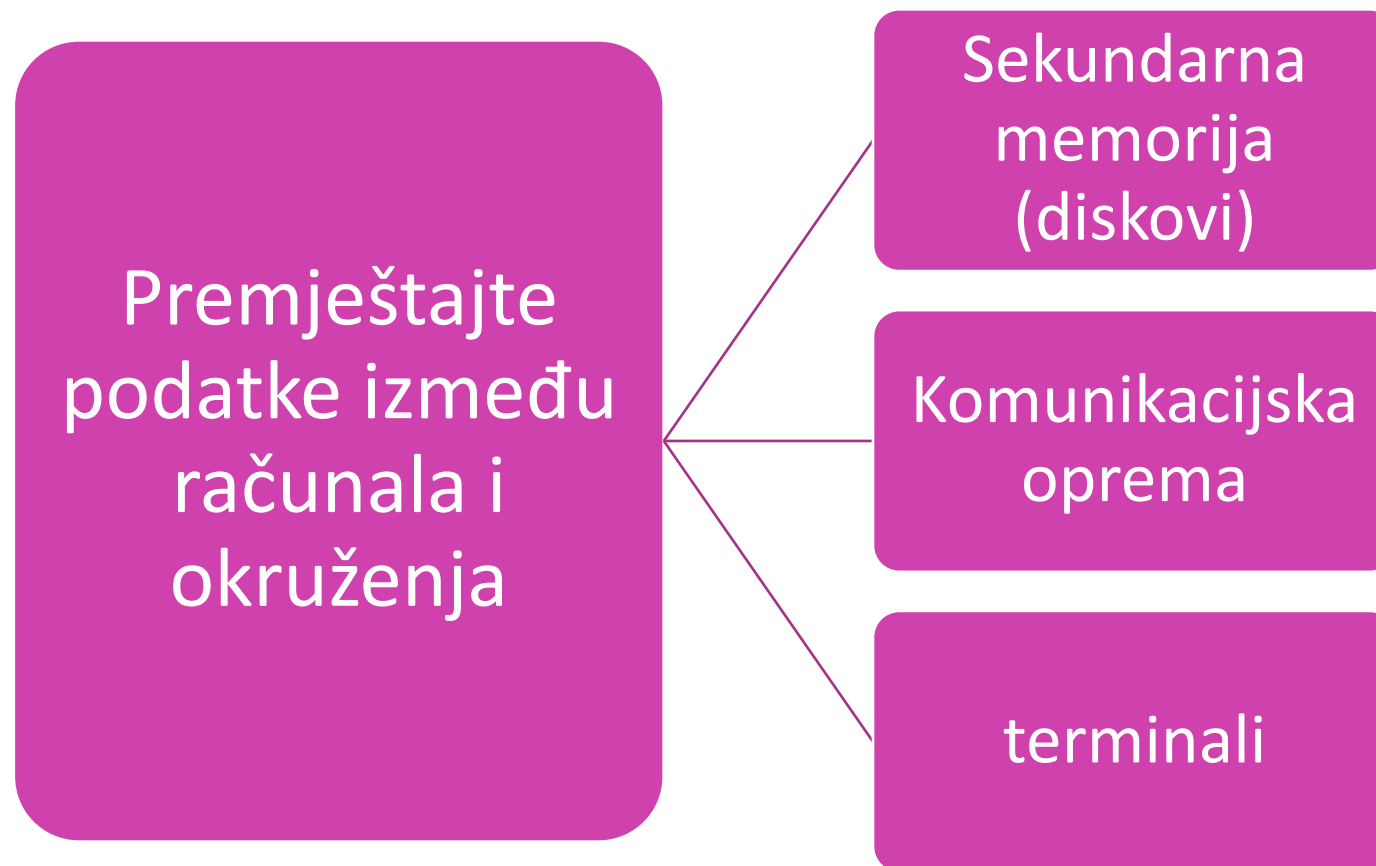 Premještajte
podatke između
računala i
okruženja
Sekundarna
memorija
(diskovi)
Komunikacijska
oprema
terminali